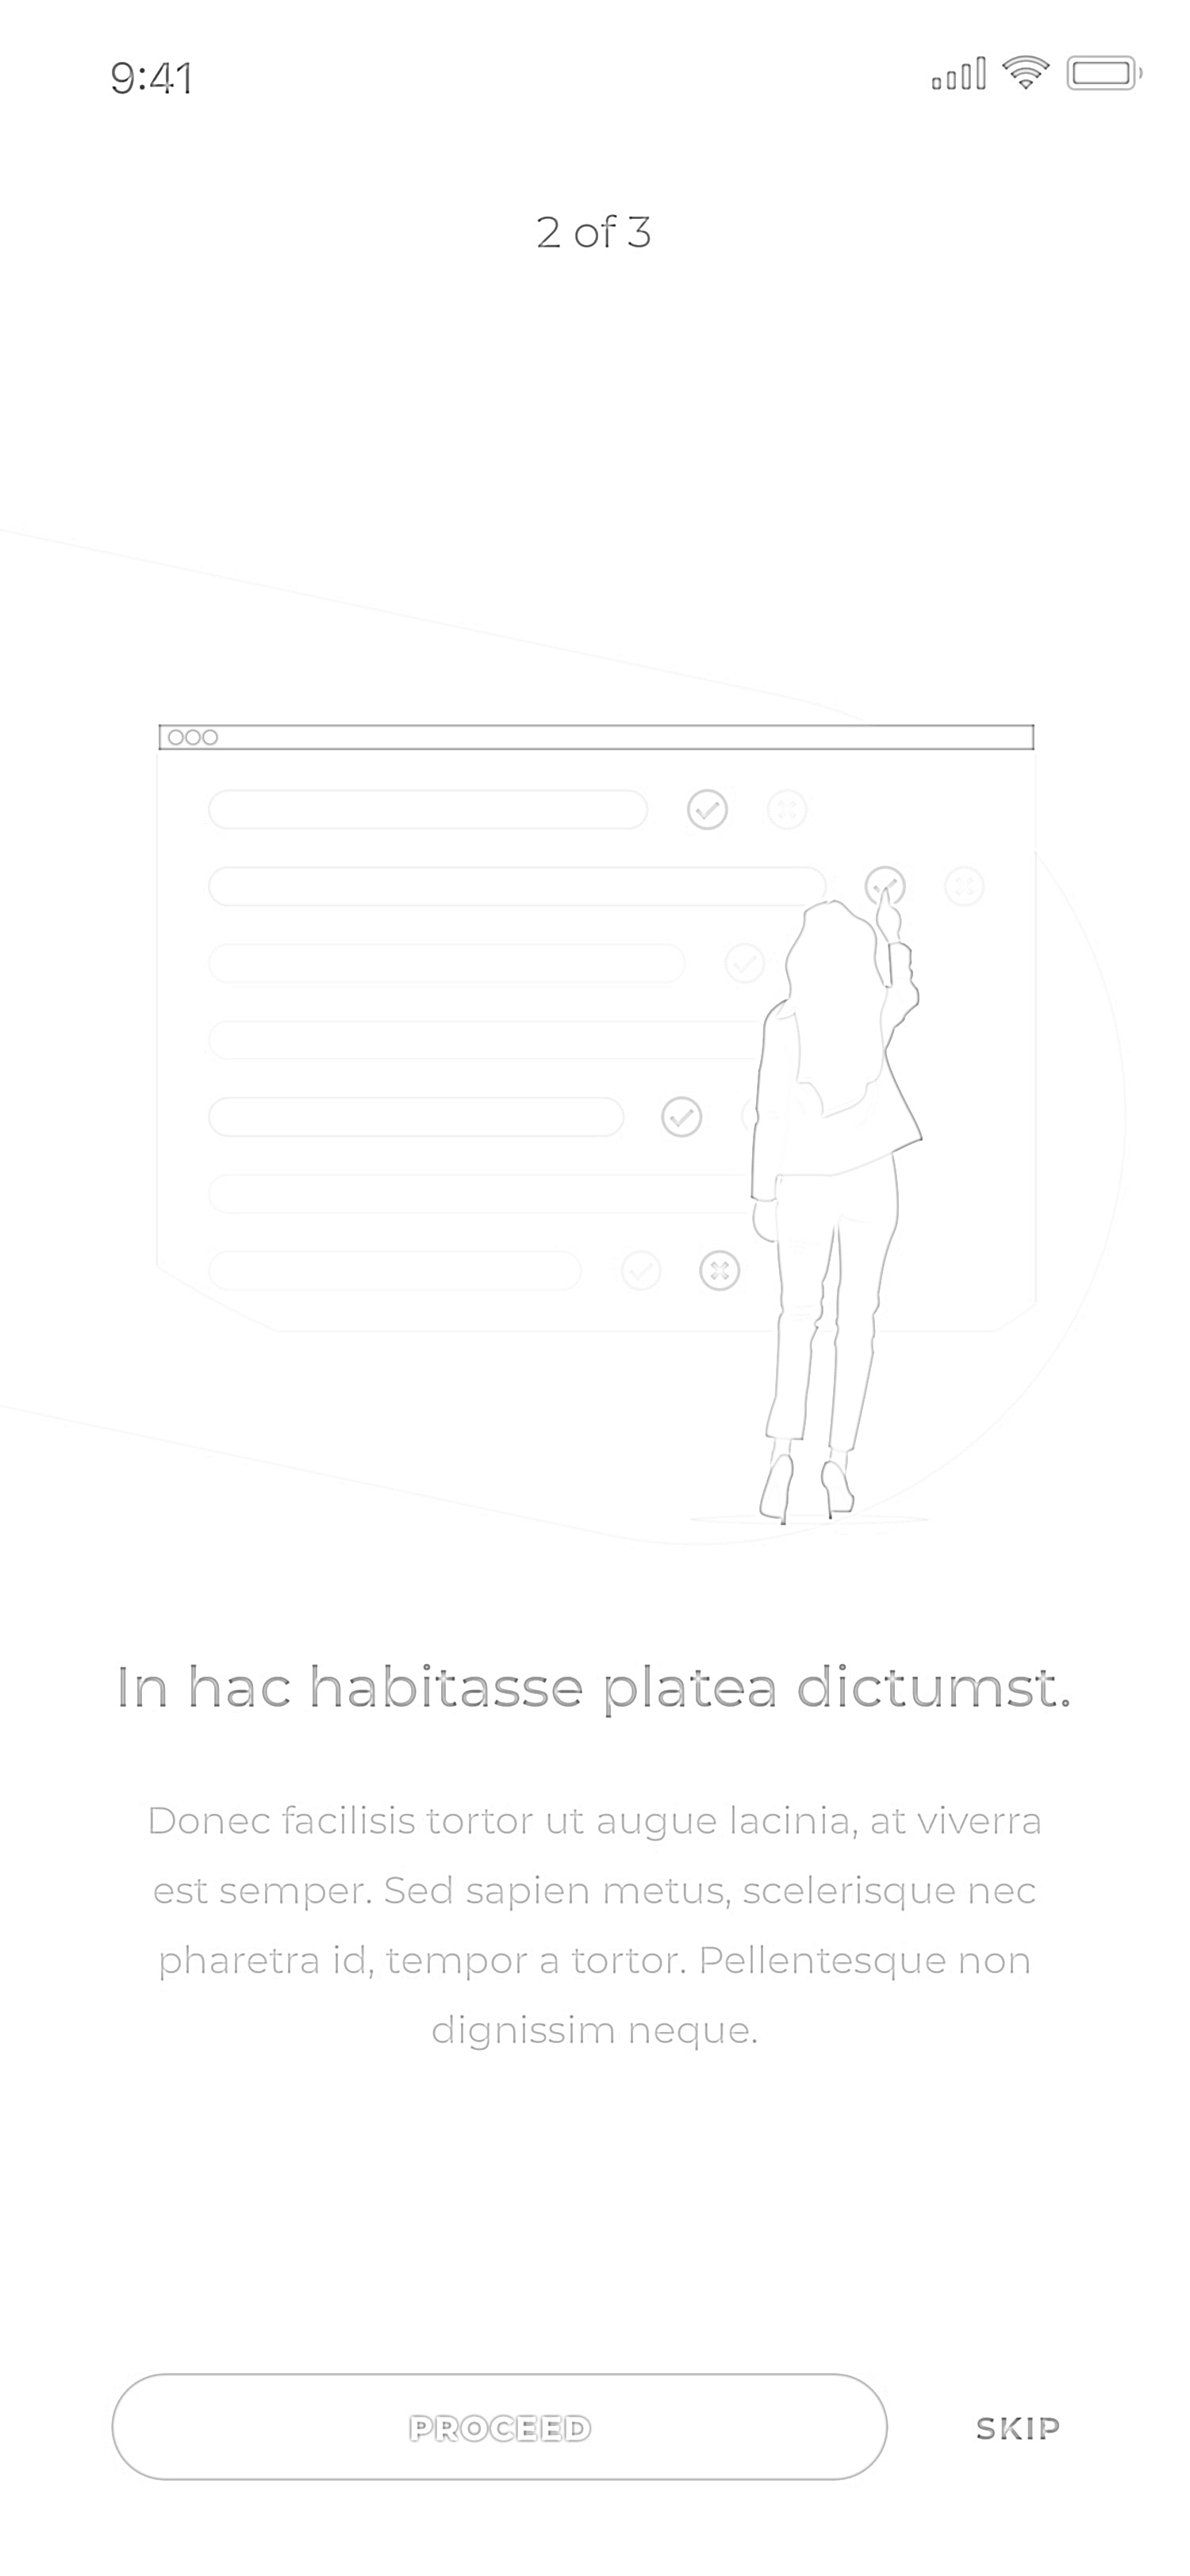 9:41
2 of 3
In hac habitasse platea dictumst.
Donec facilisis tortor ut augue lacinia, at viverra
est semper. Sed sapien metus, scelerisque nec
pharetra id, tempor a tortor. Pellentesque non
dignissim neque.
PROCEED
SKIP